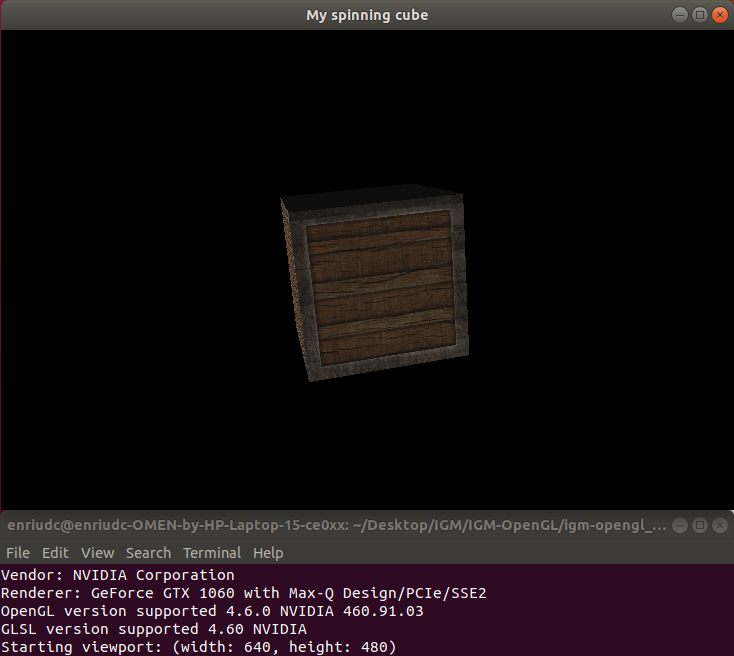 My spinning cube
enriudc@enriudc-OMEN-by-HP-Laptop-15-ce0xx: ~/Desktop/IGM/IGM-OpenGL/igm-opengl_...
File Edit View Search Terminal Help
Vendor: NVIDIA Corporation
Renderer: GeForce GTX 1060 with Max-Q Design/PCIe/SSE2
OpenGL version supported 4.6.0 NVIDIA 460.91.03
GLSL version supported 4.60 NVIDIA
Starting viewport: (width: 640, height: 480)